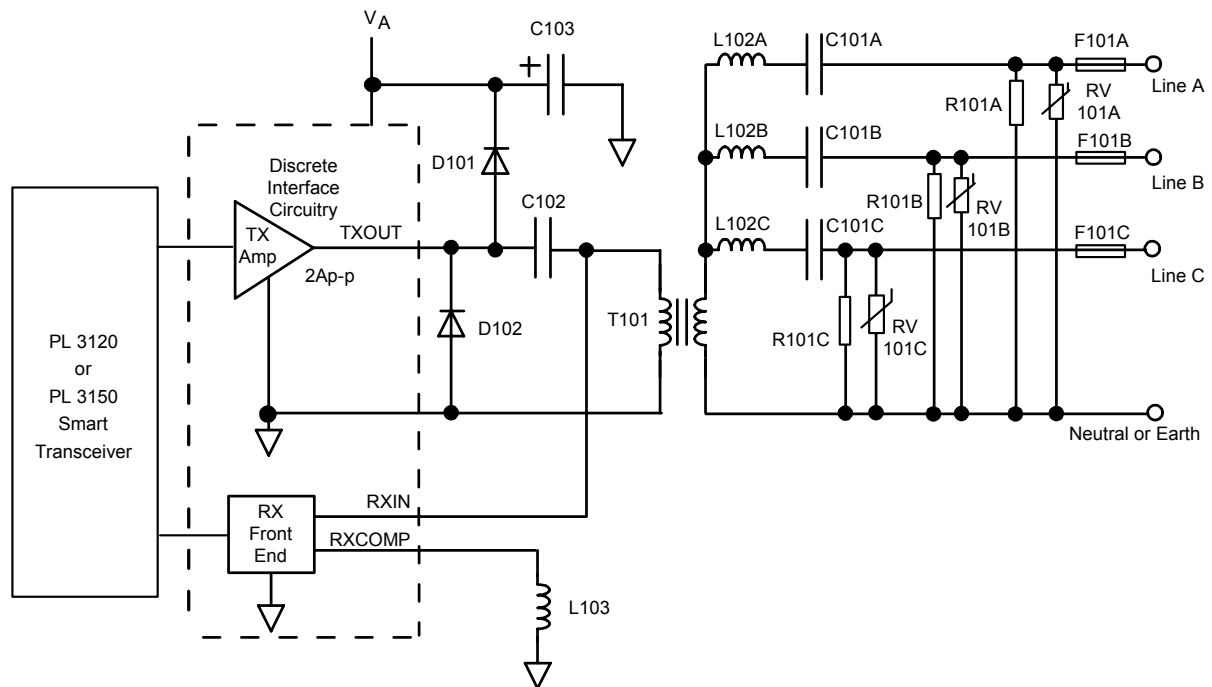 VA
C103
+
L102A
C101A
F101A
Line A
R101A
RV
101A
D101
Discrete
Interface
Circuitry
TX
Amp
TXOUT
2Ap-p
C102
L102B
C101B
F101B
Line B
R101B
RV
101B
L102C
C101C
F101C
Line C
D102
T101
R101C
RV
101C
PL 3120
or
PL 3150
Smart
Transceiver
Neutral or Earth
RX
Front
End
RXIN
RXCOMP
L103